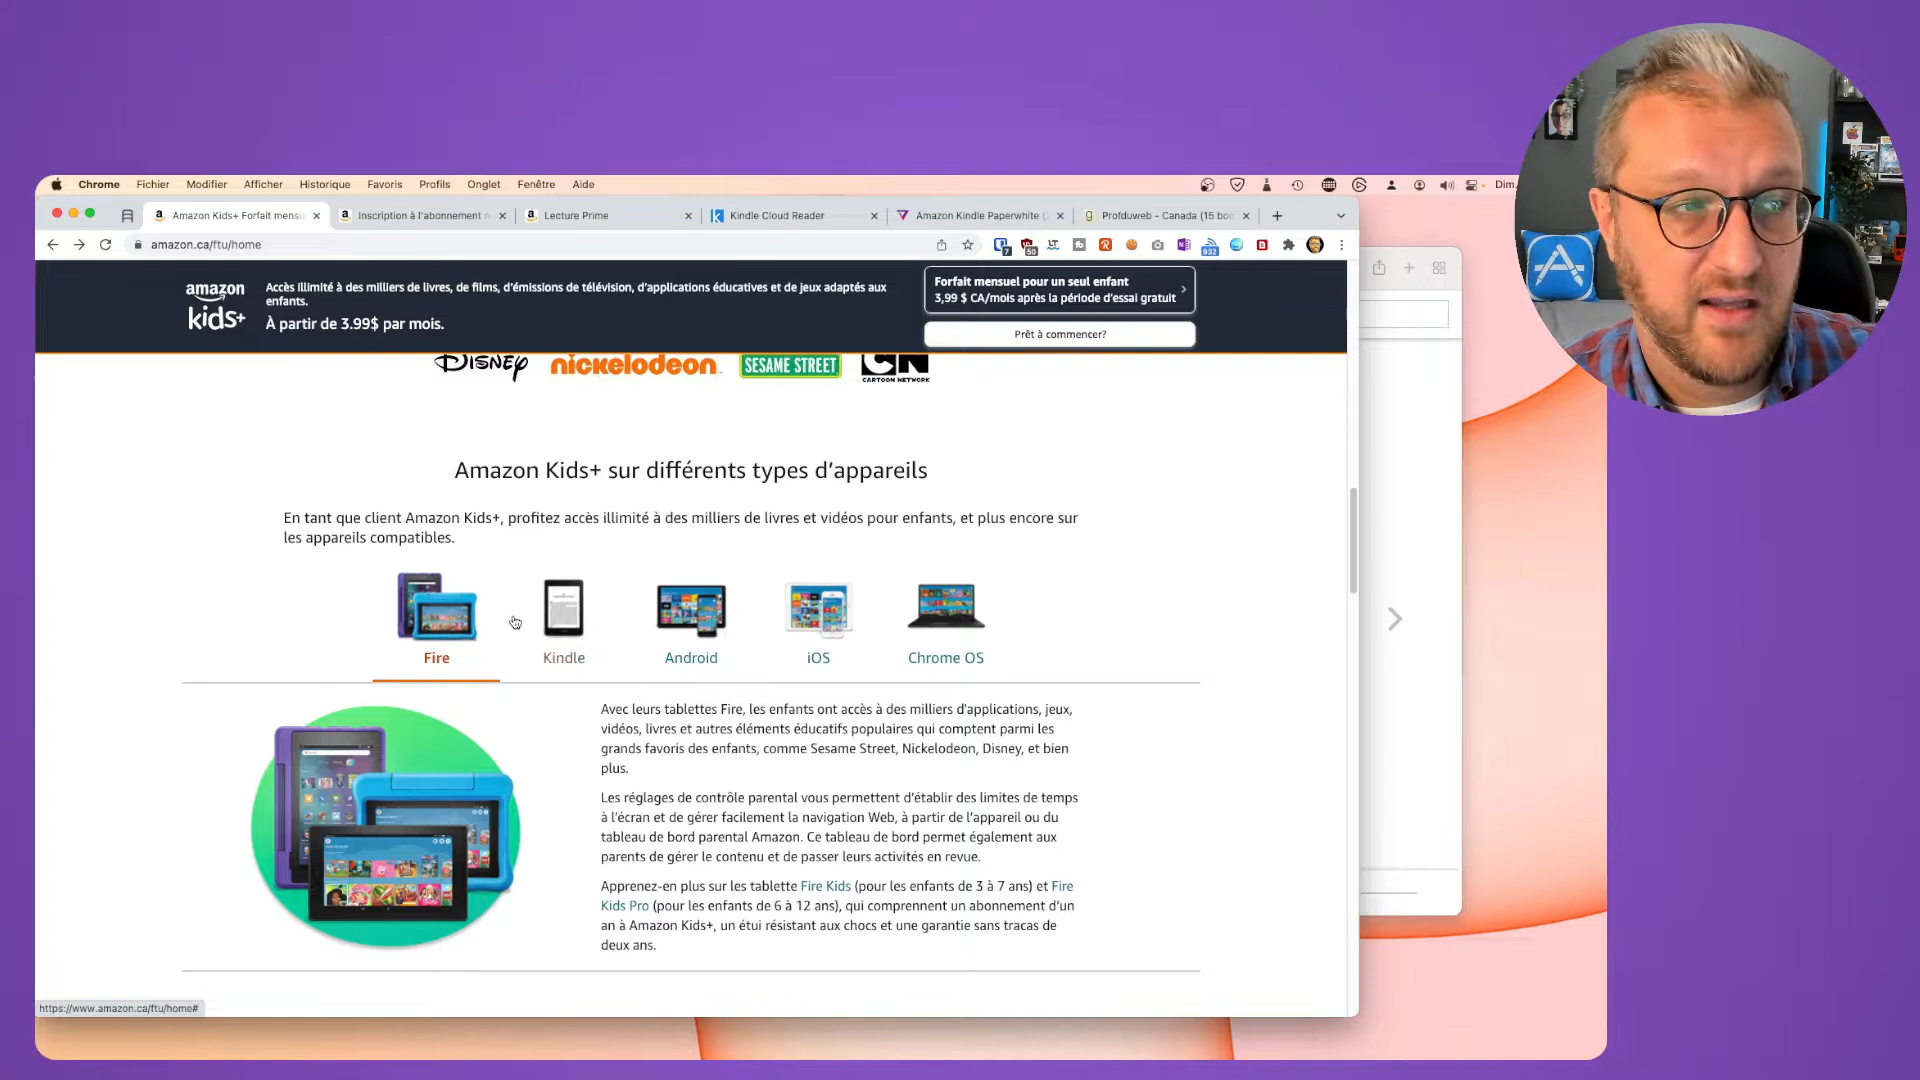 Chrome Fichier Modifier Afficher Historique Favoris Profils Onglet Fenêtre Aide Dim.
Amazon Kids+ Forfait mensu
Inscription à l'abonnement
Lecture Prime
Kindle Cloud Reader
Amazon Kindle Paperwhite (
Profduweb - Canada (15 bo
amazon.ca/ftu/home
7
50
LT
932
amazon
kids+
Accès illimité à des milliers de livres, de films, d'émissions de télévision, d'applications éducatives et de jeux adaptés aux
enfants.
À partir de 3.99$ par mois.
Forfait mensuel pour un seul enfant
3,99 $ CA/mois après la période d'essai gratuit
Prêt à commencer?
Disney nickelodeon SESAME STREET CN
CARTOON NETWORK
Amazon Kids+ sur différents types d'appareils
En tant que client Amazon Kids+, profitez accès illimité à des milliers de livres et vidéos pour enfants, et plus encore sur
les appareils compatibles.
Fire Kindle Android iOS Chrome OS
Avec leurs tablettes Fire, les enfants ont accès à des milliers d'applications, jeux,
vidéos, livres et autres éléments éducatifs populaires qui comptent parmi les
grands favoris des enfants, comme Sesame Street, Nickelodeon, Disney, et bien
plus.
Les réglages de contrôle parental vous permettent d'établir des limites de temps
à l'écran et de gérer facilement la navigation Web, à partir de l'appareil ou du
tableau de bord parental Amazon. Ce tableau de bord permet également aux
parents de gérer le contenu et de passer leurs activités en revue.
Apprenez-en plus sur les tablette Fire Kids (pour les enfants de 3 à 7 ans) et Fire
Kids Pro (pour les enfants de 6 à 12 ans), qui comprennent un abonnement d'un
an à Amazon Kids+, un étui résistant aux chocs et une garantie sans tracas de
deux ans.
https://www.amazon.ca/ftu/home#